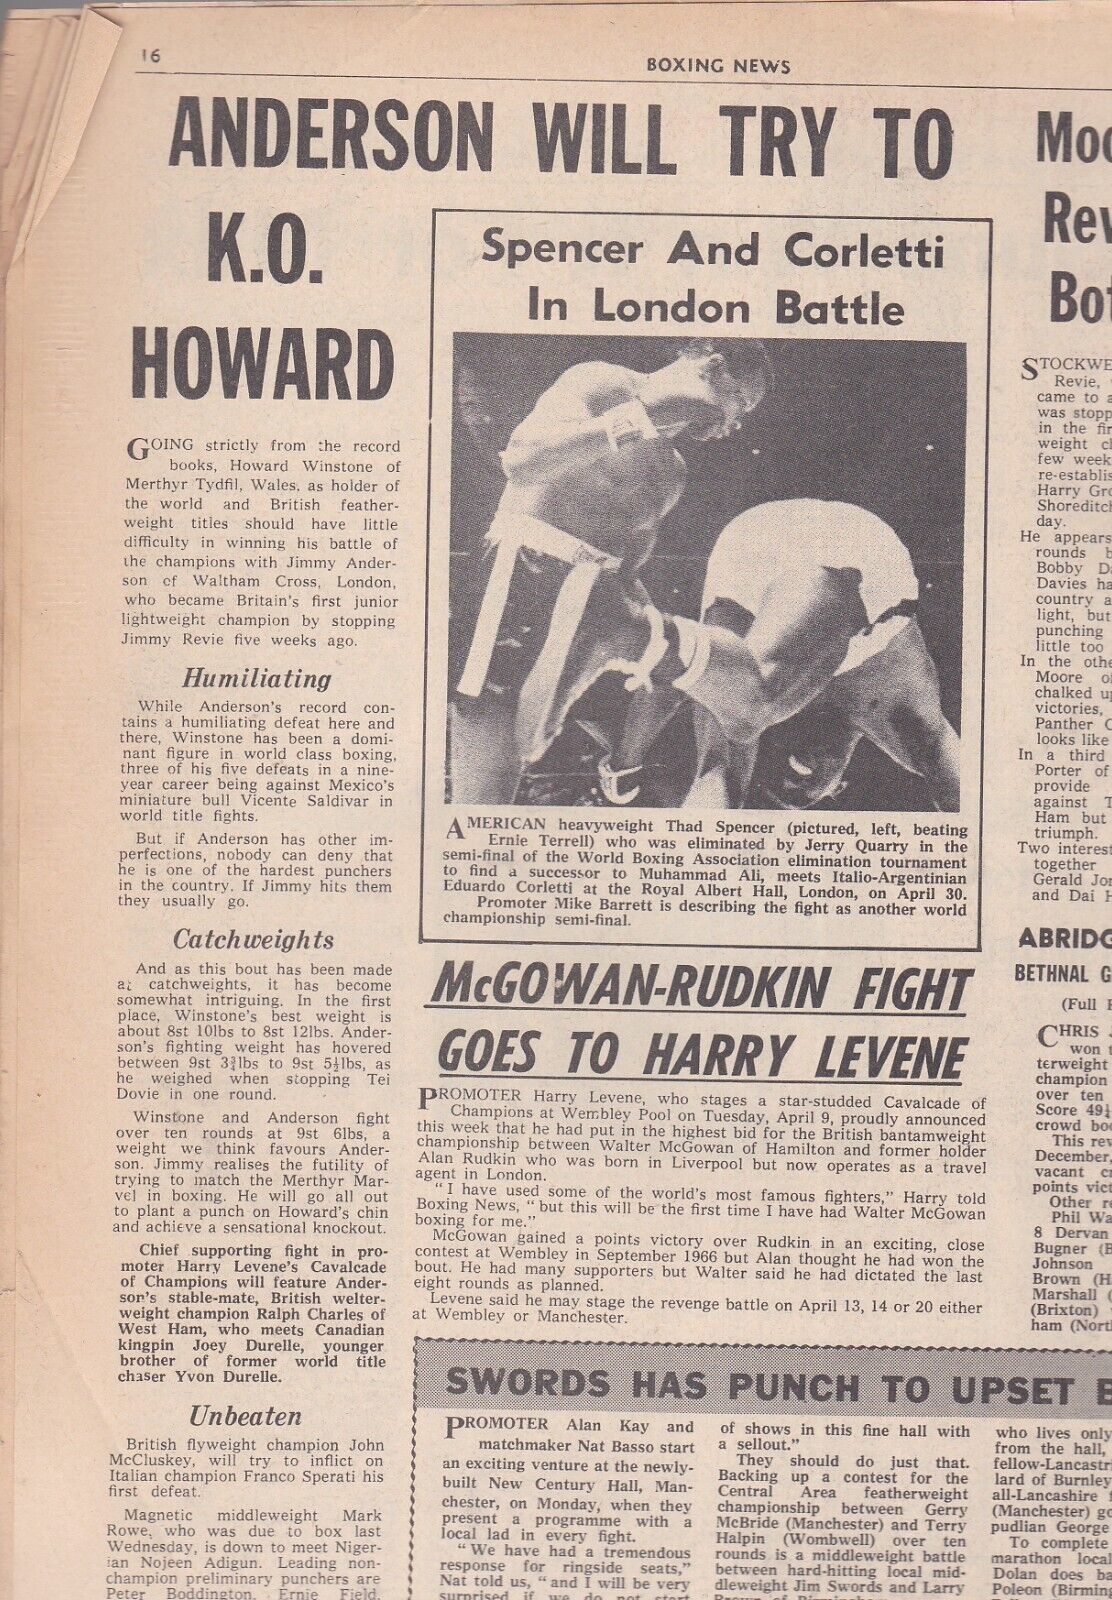 16
BOXING NEWS
ANDERSON WILL TRY TO
K.O.
HOWARD
GOING strictly from the record
books, Howard Winstone of
Merthyr Tydfil, Wales, as holder of
the world and British feather-
weight titles should have little
difficulty in winning his battle of
the champions with Jimmy Ander-
son of Waltham Cross, London,
who became Britain's first junior
lightweight champion by stopping
Jimmy Revie five weeks ago.
Humiliating
While Anderson's record con-
tains a humiliating defeat here and
there, Winstone has been a domi-
nant figure in world class boxing,
three of his five defeats in a nine-
year career being against Mexico's
miniature bull Vicente Saldivar in
world title fights.
But if Anderson has other im-
perfections, nobody can deny that
he is one of the hardest punchers
in the country. If Jimmy hits them
they usually go.
Catchweights
And as this bout has been made
at catchweights, it has become
somewhat intriguing. In the first
place, Winstone's best weight is
about 8st 10lbs to 8st 12lbs. Ander-
son's fighting weight has hovered
between 9st 3¾lbs to 9st 5½lbs, as
he weighed when stopping Tei
Dovie in one round.
Winstone and Anderson fight
over ten rounds at 9st 6lbs, a
weight we think favours Ander-
son. Jimmy realises the futility of
trying to match the Merthyr Mar-
vel in boxing. He will go all out
to plant a punch on Howard's chin
and achieve a sensational knockout.
Chief supporting fight in pro-
moter Harry Levene's Cavalcade
of Champions will feature Ander-
son's stable-mate, British welter-
weight champion Ralph Charles of
West Ham, who meets Canadian
kingpin Joey Durelle, younger
brother of former world title
chaser Yvon Durelle.
Unbeaten
British flyweight champion John
McCluskey, will try to inflict on
Italian champion Franco Sperati his
first defeat.
Magnetic middleweight Mark
Rowe, who was due to box last
Wednesday, is down to meet Niger-
ian Nojeen Adigun. Leading non-
champion preliminary punchers are
Peter Boddington, Ernie Field,
Spencer And Corletti
In London Battle
AMERICAN heavyweight Thad Spencer (pictured, left, beating
Ernie Terrell) who was eliminated by Jerry Quarry in the
semi-final of the World Boxing Association elimination tournament
to find a successor to Muhammad Ali, meets Italio-Argentinian
Eduardo Corletti at the Royal Albert Hall, London, on April 30.
Promoter Mike Barrett is describing the fight as another world
championship semi-final.
McGOWAN-RUDKIN FIGHT
GOES TO HARRY LEVENE
PROMOTER Harry Levene, who stages a star-studded Cavalcade of
Champions at Wembley Pool on Tuesday, April 9, proudly announced
this week that he had put in the highest bid for the British bantamweight
championship between Walter McGowan of Hamilton and former holder
Alan Rudkin who was born in Liverpool but now operates as a travel
agent in London.
"I have used some of the world's most famous fighters," Harry told
Boxing News, "but this will be the first time I have had Walter McGowan
boxing for me."
McGowan gained a points victory over Rudkin in an exciting, close
contest at Wembley in September 1966 but Alan thought he had won the
bout. He had many supporters but Walter said he had dictated the last
eight rounds as planned.
Levene said he may stage the revenge battle on April 13, 14 or 20 either
at Wembley or Manchester.
SWORDS HAS PUNCH TO UPSET
PROMOTER Alan Kay and
matchmaker Nat Basso start
an exciting venture at the newly-
built New Century Hall, Man-
chester, on Monday, when they
present a programme with a
local lad in every fight.
"We have had a tremendous
response for ringside seats,"
Nat told us, "and I will be very
surprised if we do not start
of shows in this fine hall with
a sellout."
They should do just that.
Backing up a contest for the
Central Area featherweight
championship between Gerry
McBride (Manchester) and Terry
Halpin (Wombwell) over ten
rounds is a middleweight battle
between hard-hitting local mid-
dleweight Jim Swords and Larry
Brown of Birmingham
who lives only
from the hall,
fellow-Lancastri
lard of Burnley
all-Lancashire f
(Manchester) go
pudlian George
To complete
marathon local
Dolan does ba
Poleon (Birming
Moo
Rev
Bot
STOCKWE
Revie,
came to a
was stopp
in the fir
weight ch
few week
re-establis
Harry Gro
Shoreditch
day.
He appears
rounds b
Bobby Da
Davies ha
country a
light, but
punching
little too
In the othe
Moore o
chalked up
victories,
Panther C
looks like
In a third
Porter of
provide
against T
Ham but
triumph.
Two interest
together
Gerald Jon
and Dai H
ABRIDG
BETHNAL G
(Full
CHRIS
won t
terweight
champion
over ten
Score 49¼
crowd boo
This rev
December,
vacant cr
points vict
Other re
Phil Wa
8 Dervan
Bugner (B
Johnson
Brown (H
Marshall (
(Brixton)
ham (Nort